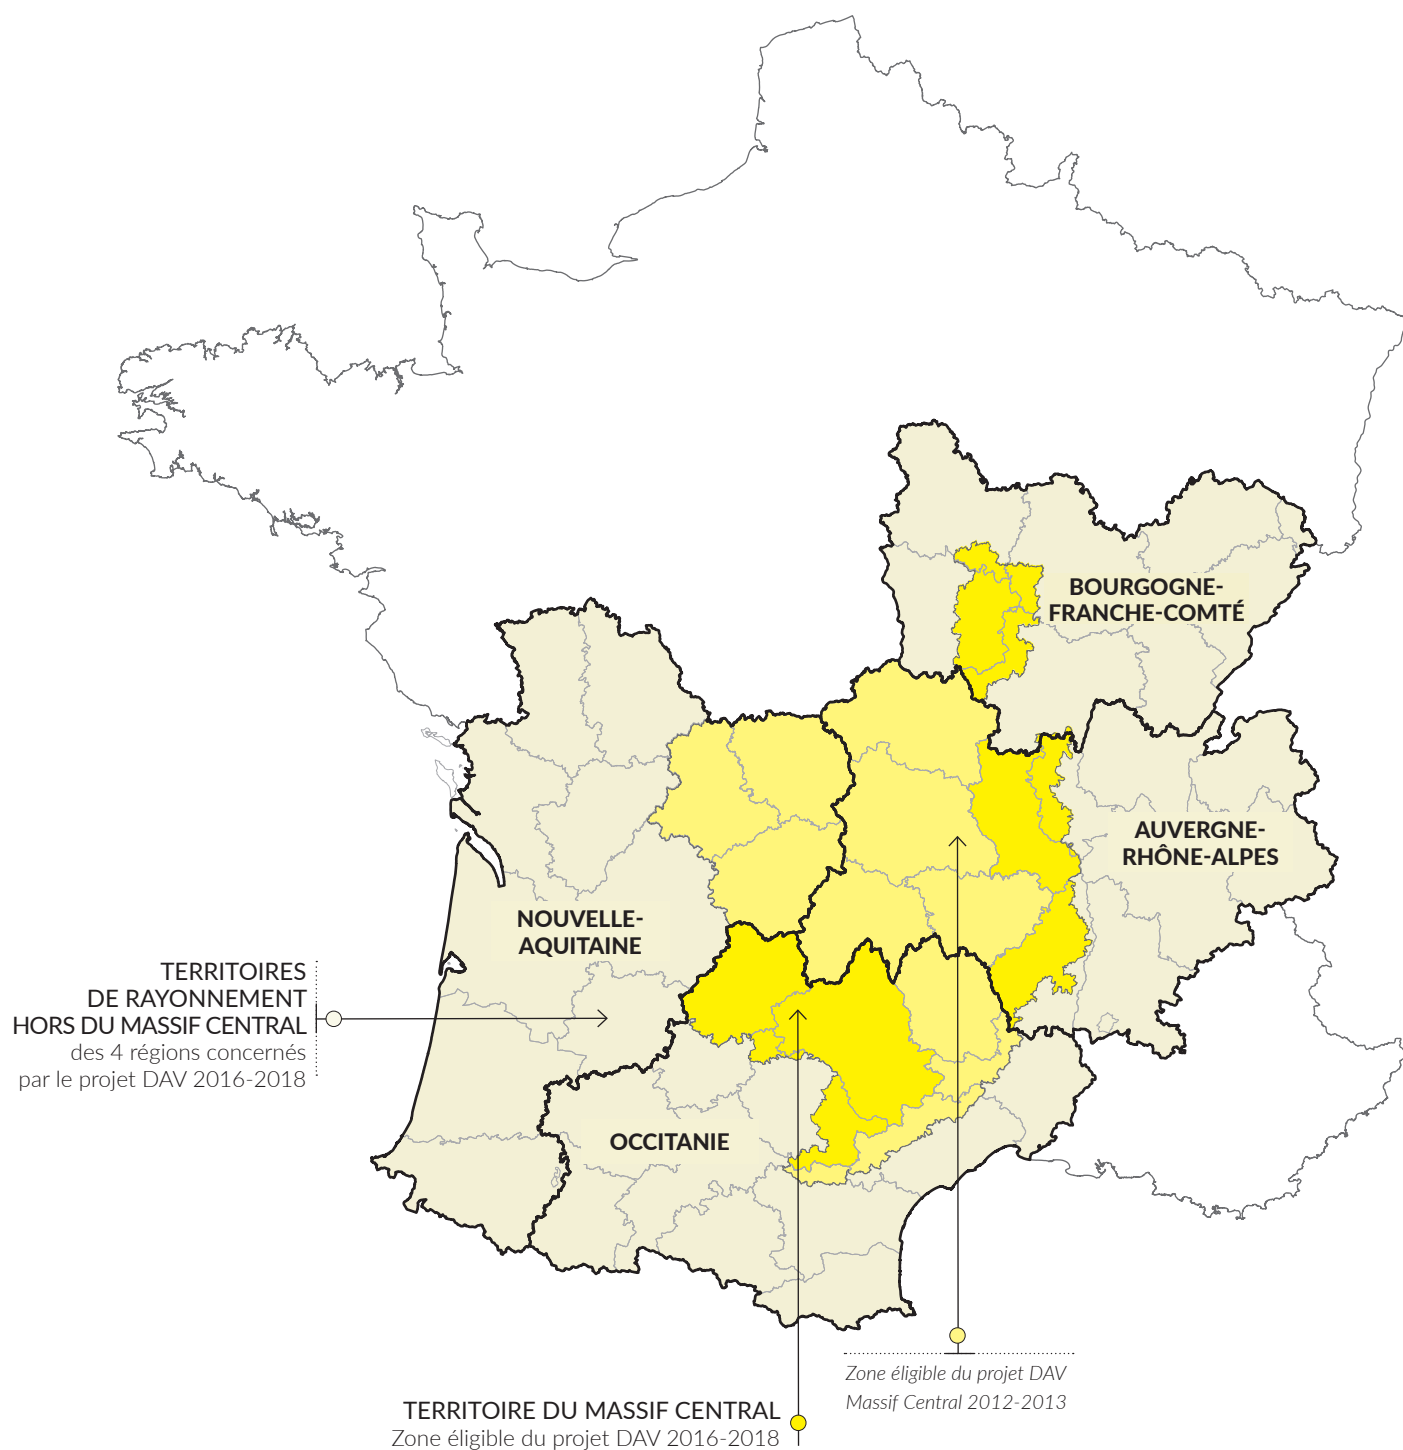 BOURGOGNE-
FRANCHE-COMTÉ
AUVERGNE-
RHÔNE-ALPES
NOUVELLE-
AQUITAINE
OCCITANIE
TERRITOIRES
DE RAYONNEMENT
HORS DU MASSIF CENTRAL
des 4 régions concernés
par le projet DAV 2016-2018
Zone éligible du projet DAV
Massif Central 2012-2013
TERRITOIRE DU MASSIF CENTRAL
Zone éligible du projet DAV 2016-2018